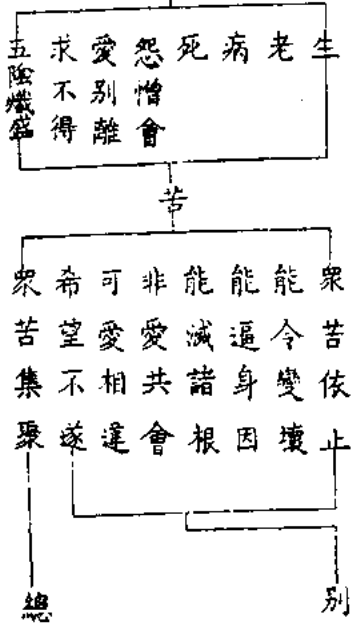 生
老
病
死
怨憎會
愛別離
求不得
五陰熾盛
苦
衆苦依止
能令變壞
能逼身因
能滅諸根
非愛共會
可愛相違
希望不遂
衆苦集聚
別
總